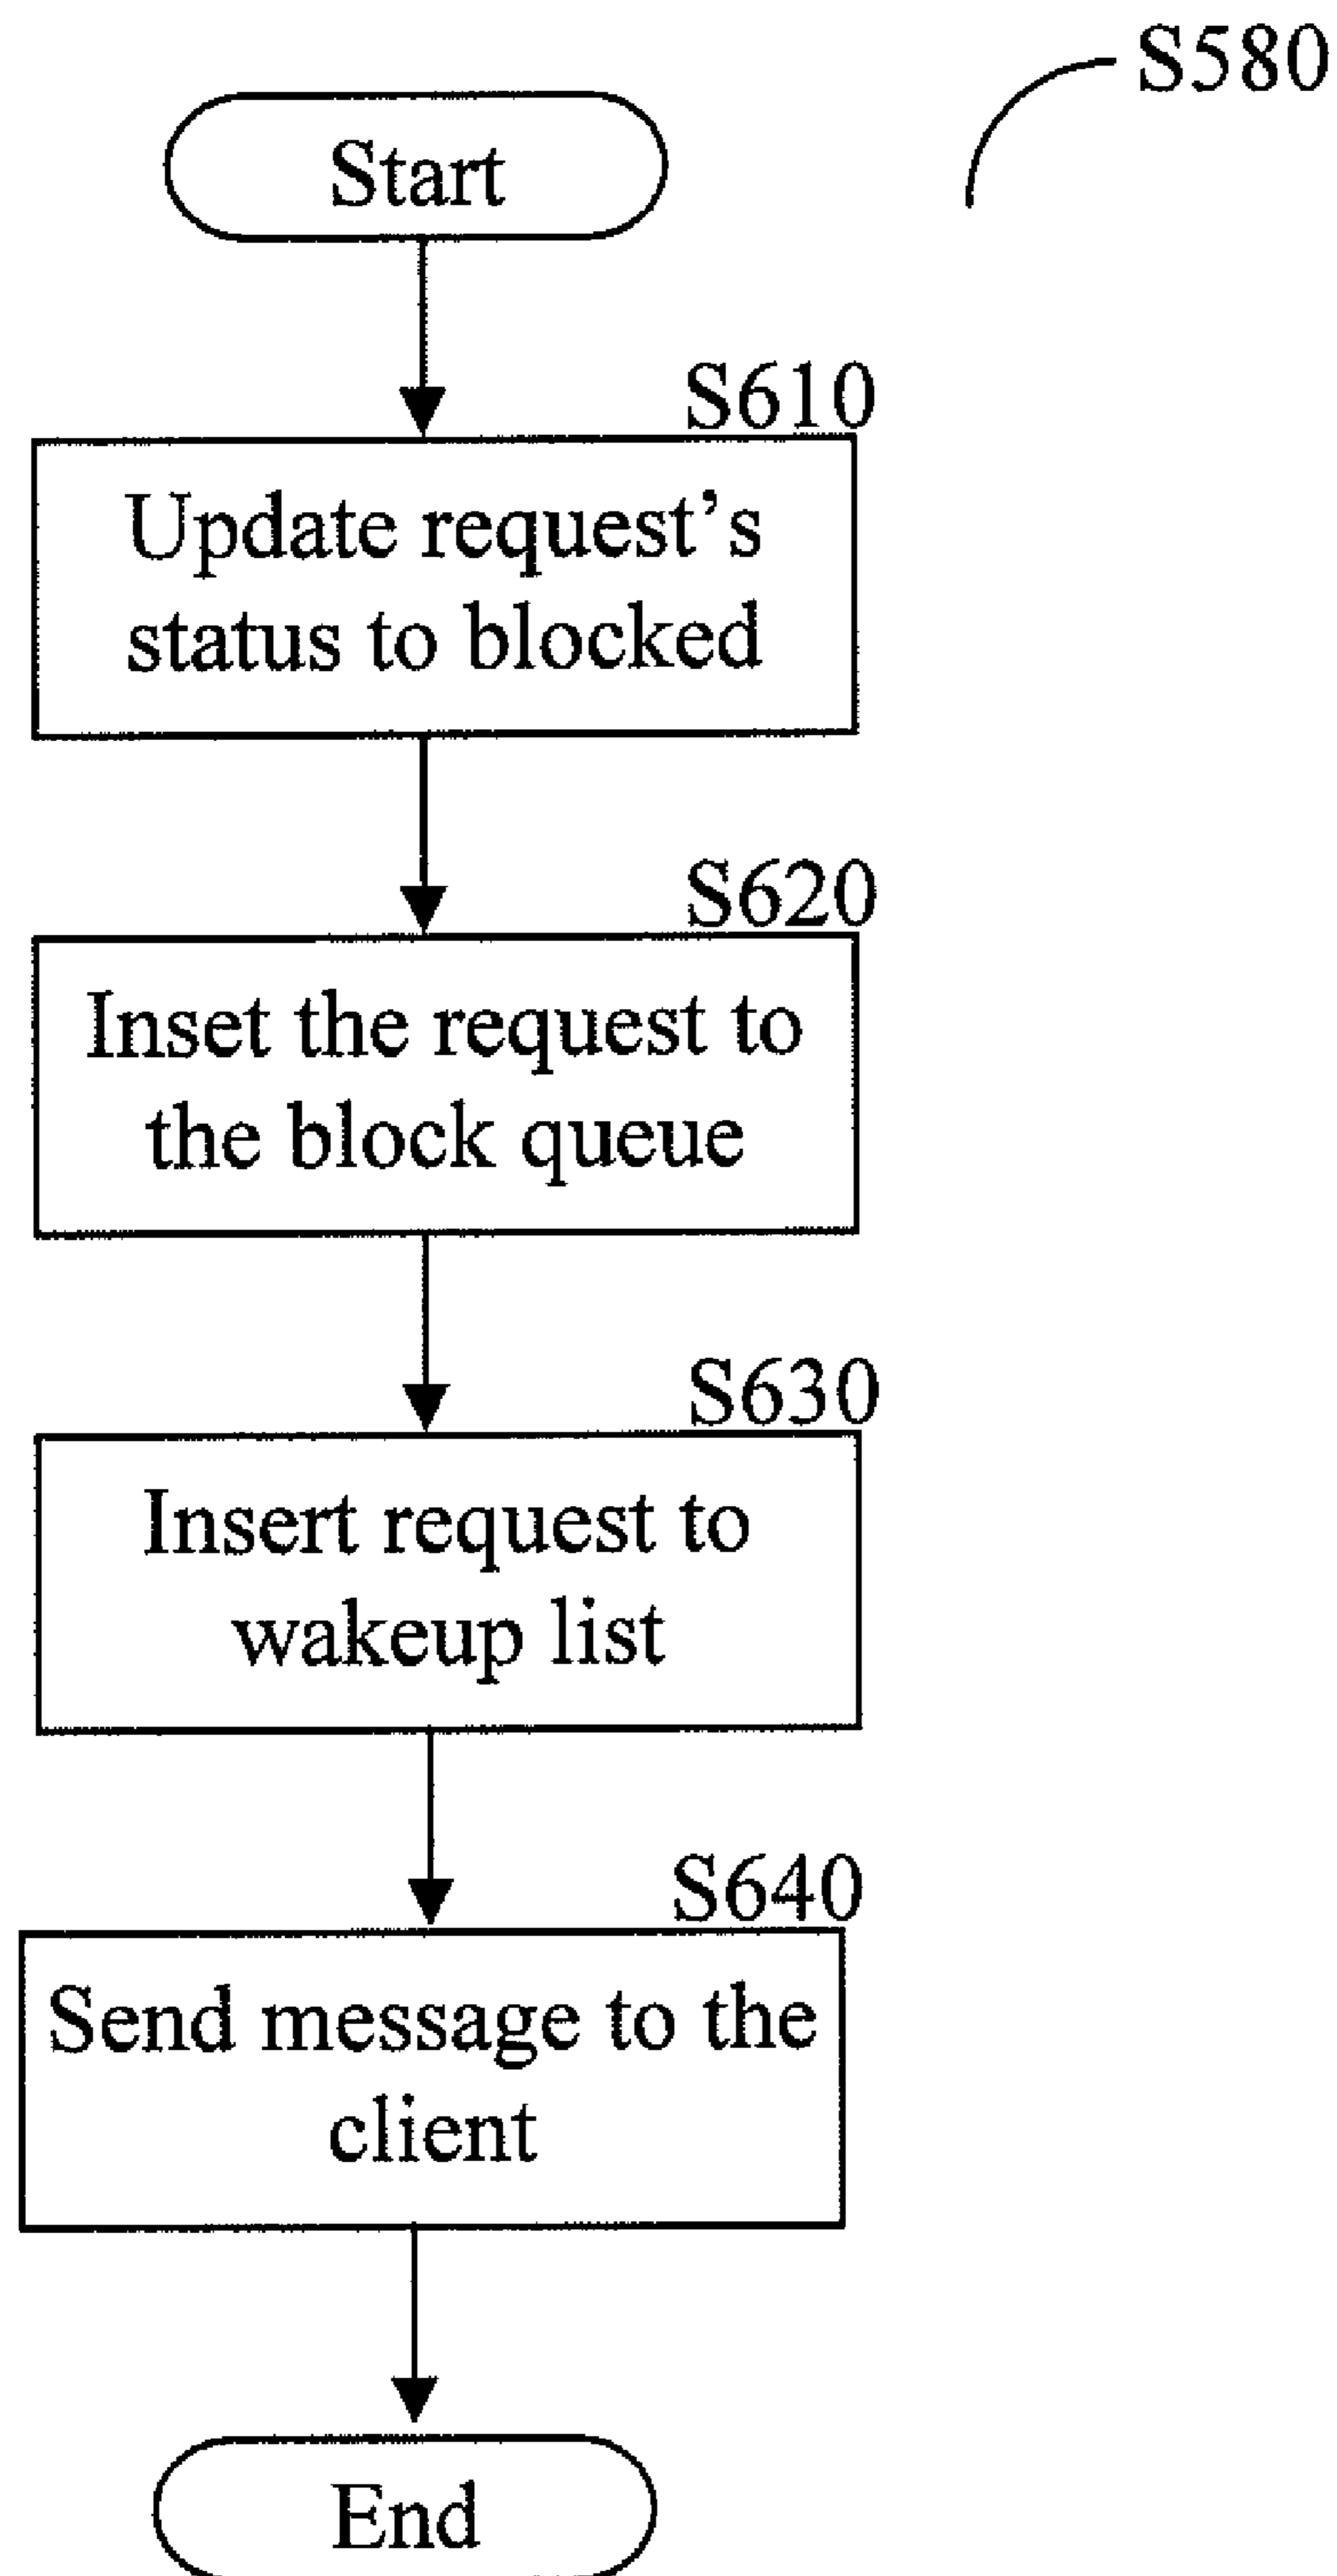 S580
Start
S610
Update request’s
status to blocked
S620
Inset the request to
the block queue
S630
Insert request to
wakeup list
S640
Send message to the
client
End